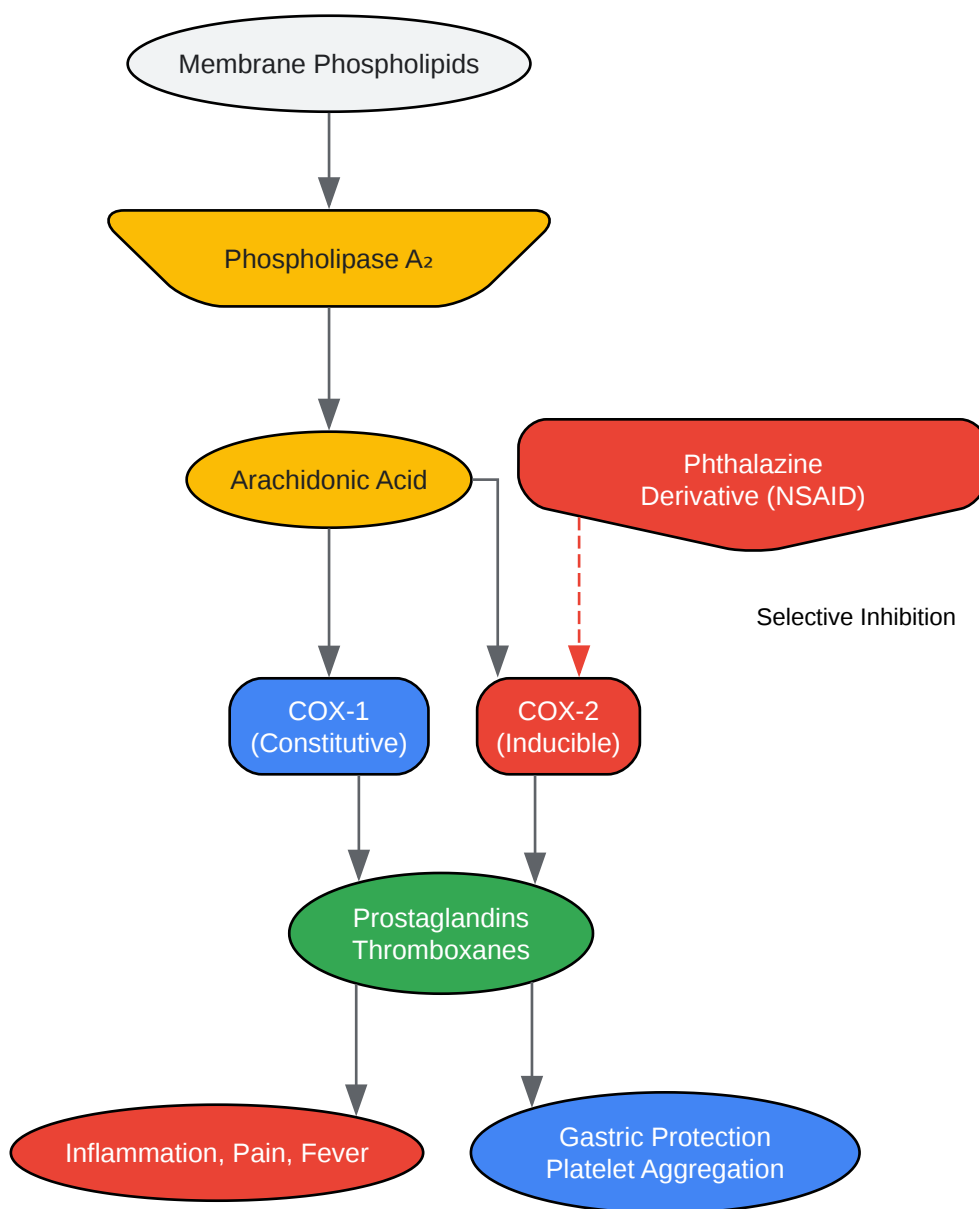 Membrane Phospholipids
Phospholipase A₂
Arachidonic Acid
Phthalazine
Derivative (NSAID)
Selective Inhibition
COX-1
(Constitutive)
COX-2
(Inducible)
Prostaglandins
Thromboxanes
Inflammation, Pain, Fever
Gastric Protection
Platelet Aggregation